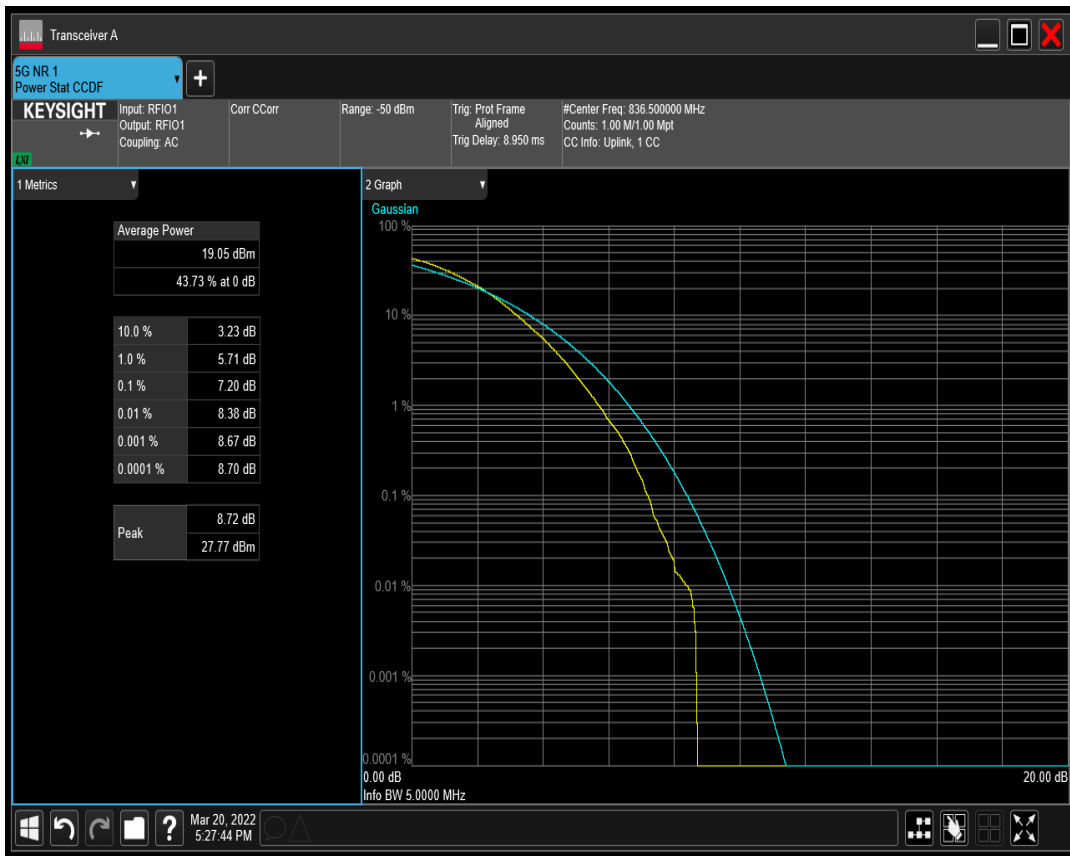 Transceiver A
5G NR 1
Power Stat CCDF
+
KEYSIGHT
LXI
Input: RFIO1
Output: RFIO1
Coupling: AC
Corr CCorr
Range: -50 dBm
Trig: Prot Frame
Aligned
Trig Delay: 8.950 ms
#Center Freq: 836.500000 MHz
Counts: 1.00 M/1.00 Mpt
CC Info: Uplink, 1 CC
1 Metrics
Average Power
19.05 dBm
43.73 % at 0 dB
10.0 % 3.23 dB
1.0 % 5.71 dB
0.1 % 7.20 dB
0.01 % 8.38 dB
0.001 % 8.67 dB
0.0001 % 8.70 dB
Peak
8.72 dB
27.77 dBm
2 Graph
Gaussian
100 %
10 %
1 %
0.1 %
0.01 %
0.001 %
0.0001 %
0.00 dB 20.00 dB
Info BW 5.0000 MHz
?
Mar 20, 2022
5:27:44 PM